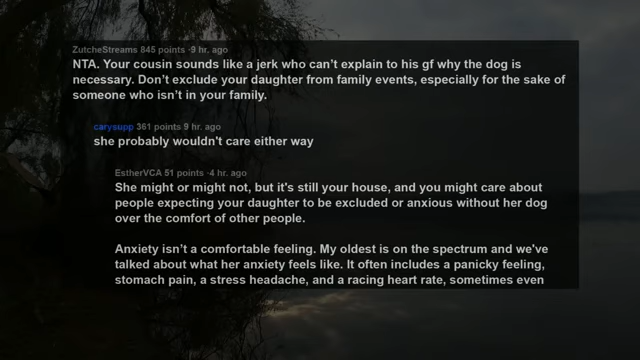 ZutcheStreams 845 points ·9 hr. ago
NTA. Your cousin sounds like a jerk who can't explain to his gf why the dog is
necessary. Don't exclude your daughter from family events, especially for the sake of
someone who isn't in your family.
carysupp 361 points 9 hr. ago
she probably wouldn't care either way
EstherVCA 51 points ·4 hr. ago
She might or might not, but it's still your house, and you might care about
people expecting your daughter to be excluded or anxious without her dog
over the comfort of other people.
Anxiety isn't a comfortable feeling. My oldest is on the spectrum and we've
talked about what her anxiety feels like. It often includes a panicky feeling,
stomach pain, a stress headache, and a racing heart rate, sometimes even